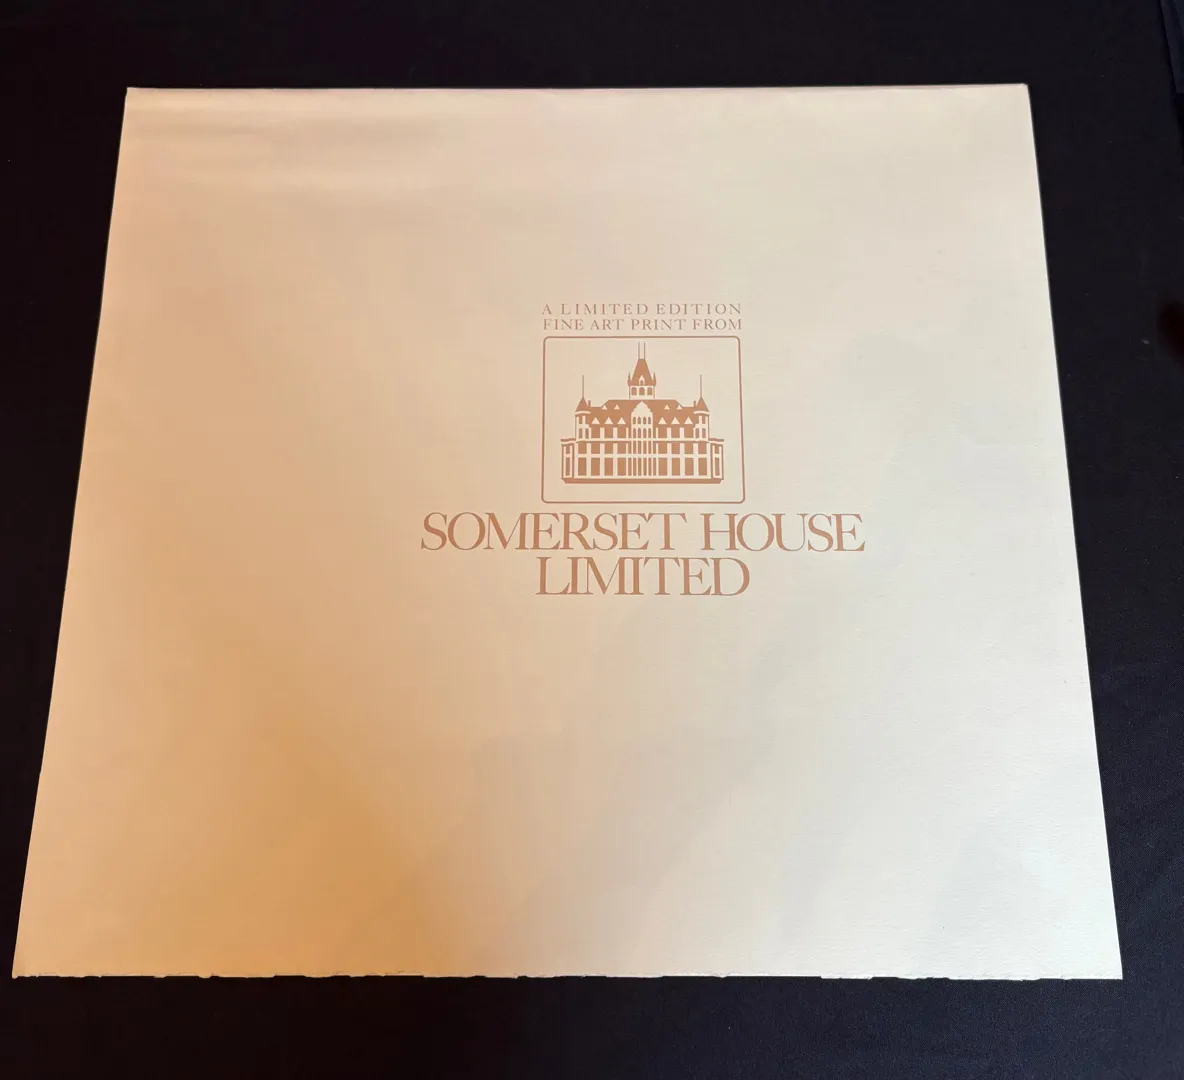 A LIMITED EDITION
FINE ART PRINT FROM
SOMERSET HOUSE
LIMITED